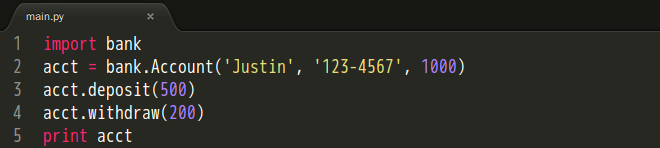 main.py ×
1 import bank
2 acct = bank.Account('Justin', '123-4567', 1000)
3 acct.deposit(500)
4 acct.withdraw(200)
5 print acct